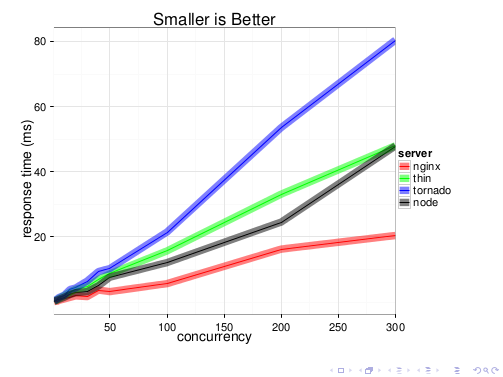 Smaller is Better
response time (ms)
80
60
40
20
50
100
150
200
250
300
concurrency
server
nginx
thin
tornado
node